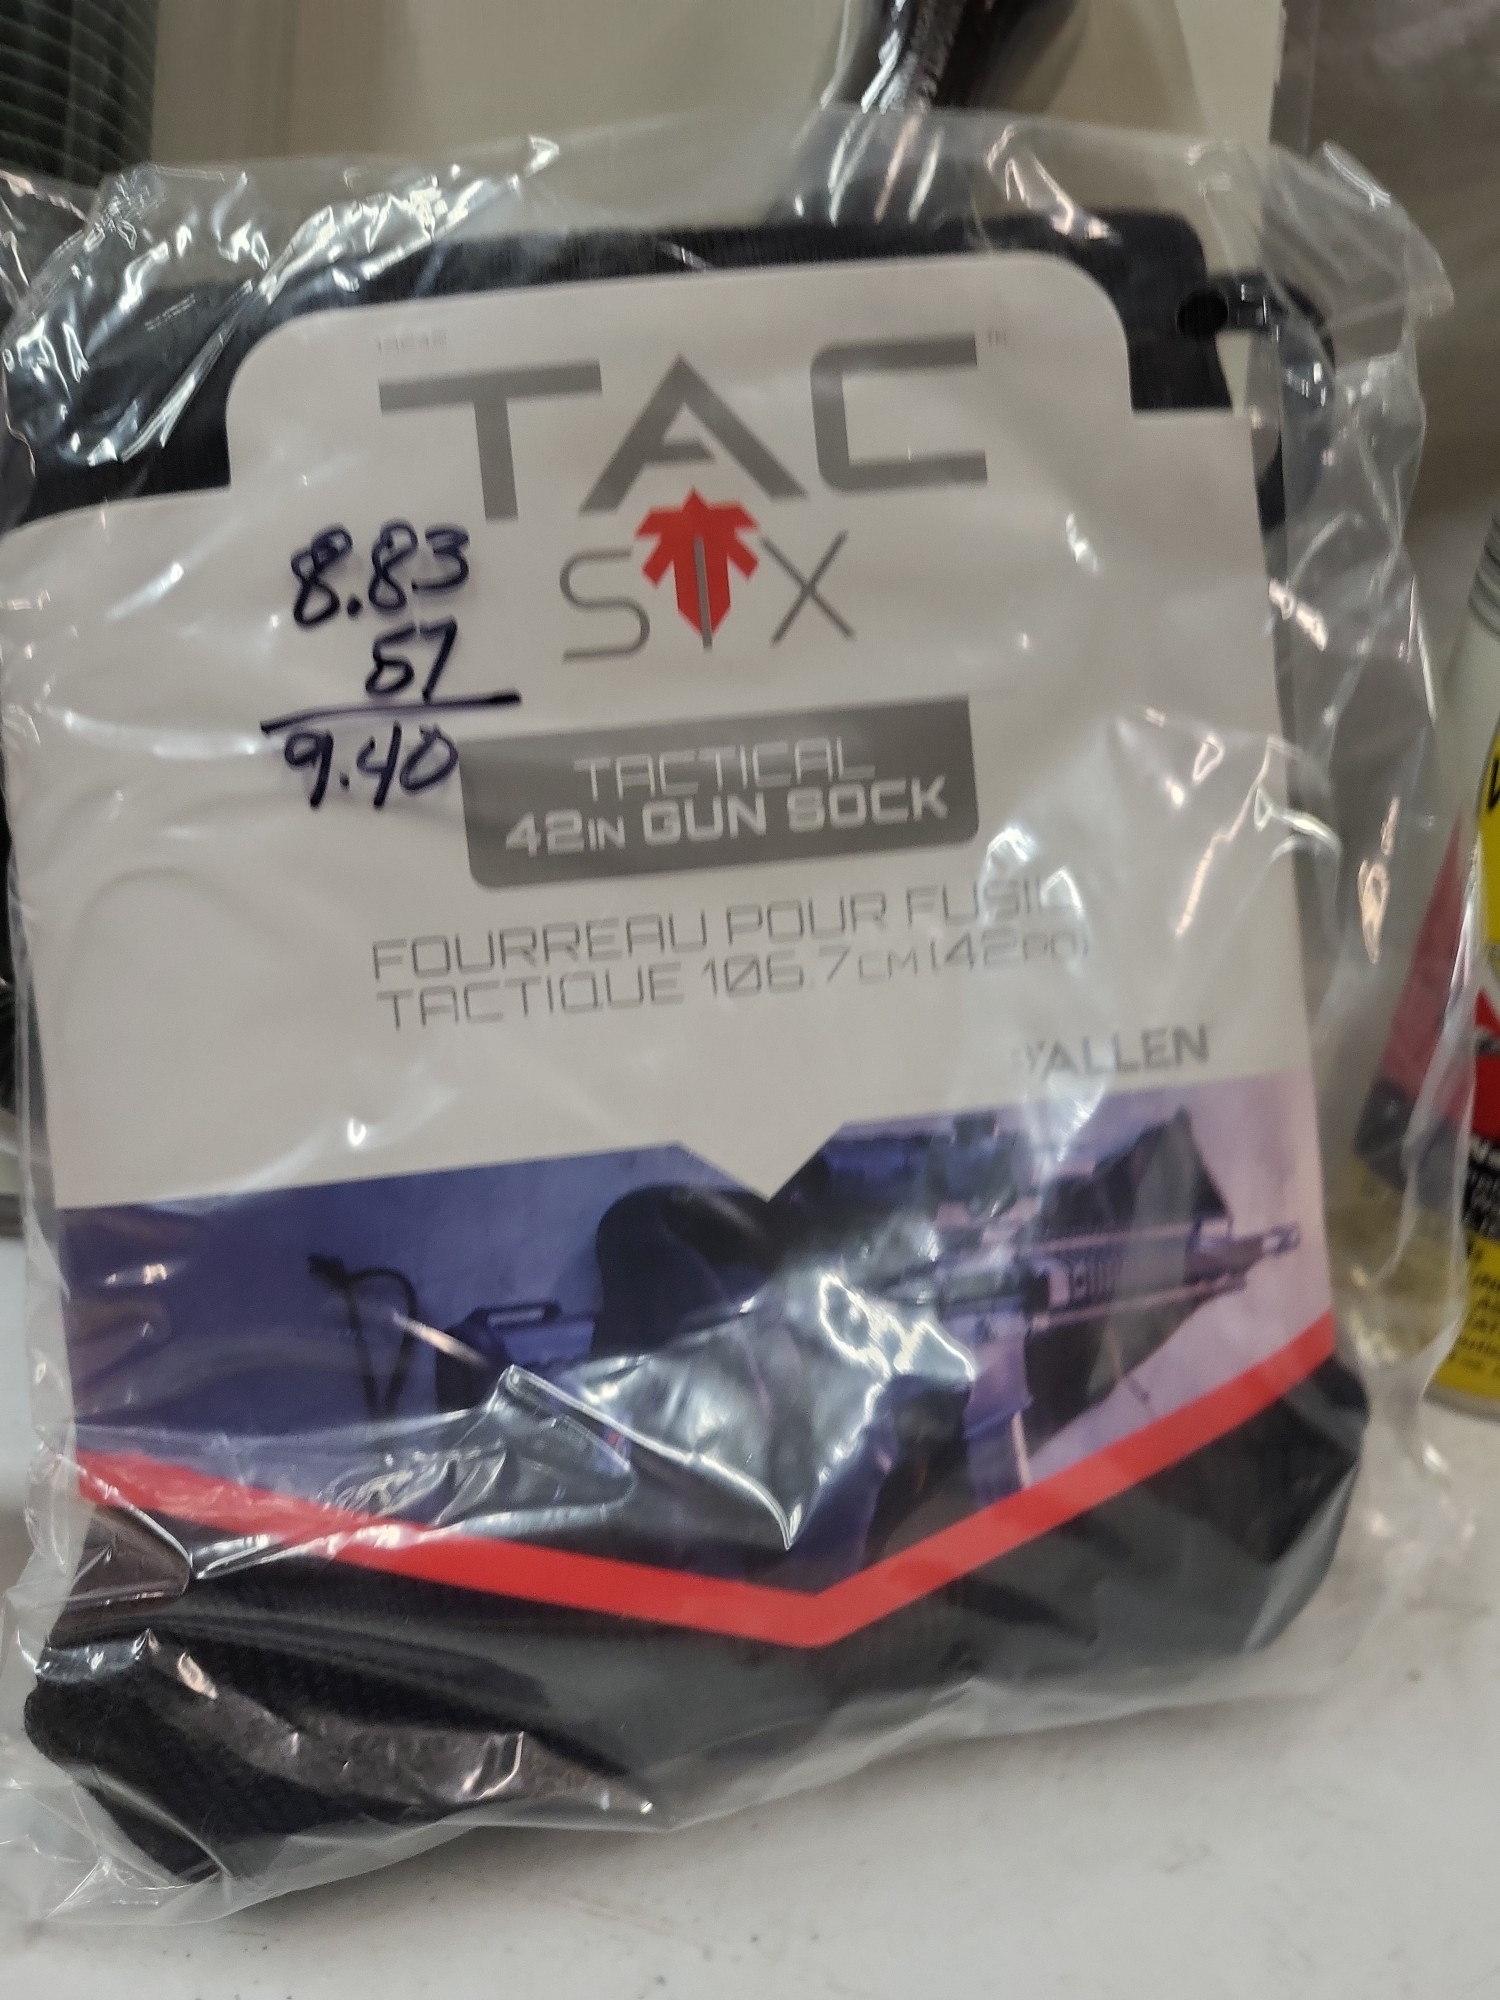 TAC
SIX
8.83
57
9.40
TACTICAL
42IN GUN SOCK
FOURREAU POUR FUSIL
TACTIQUE 106.7CM (42PO)
ALLEN